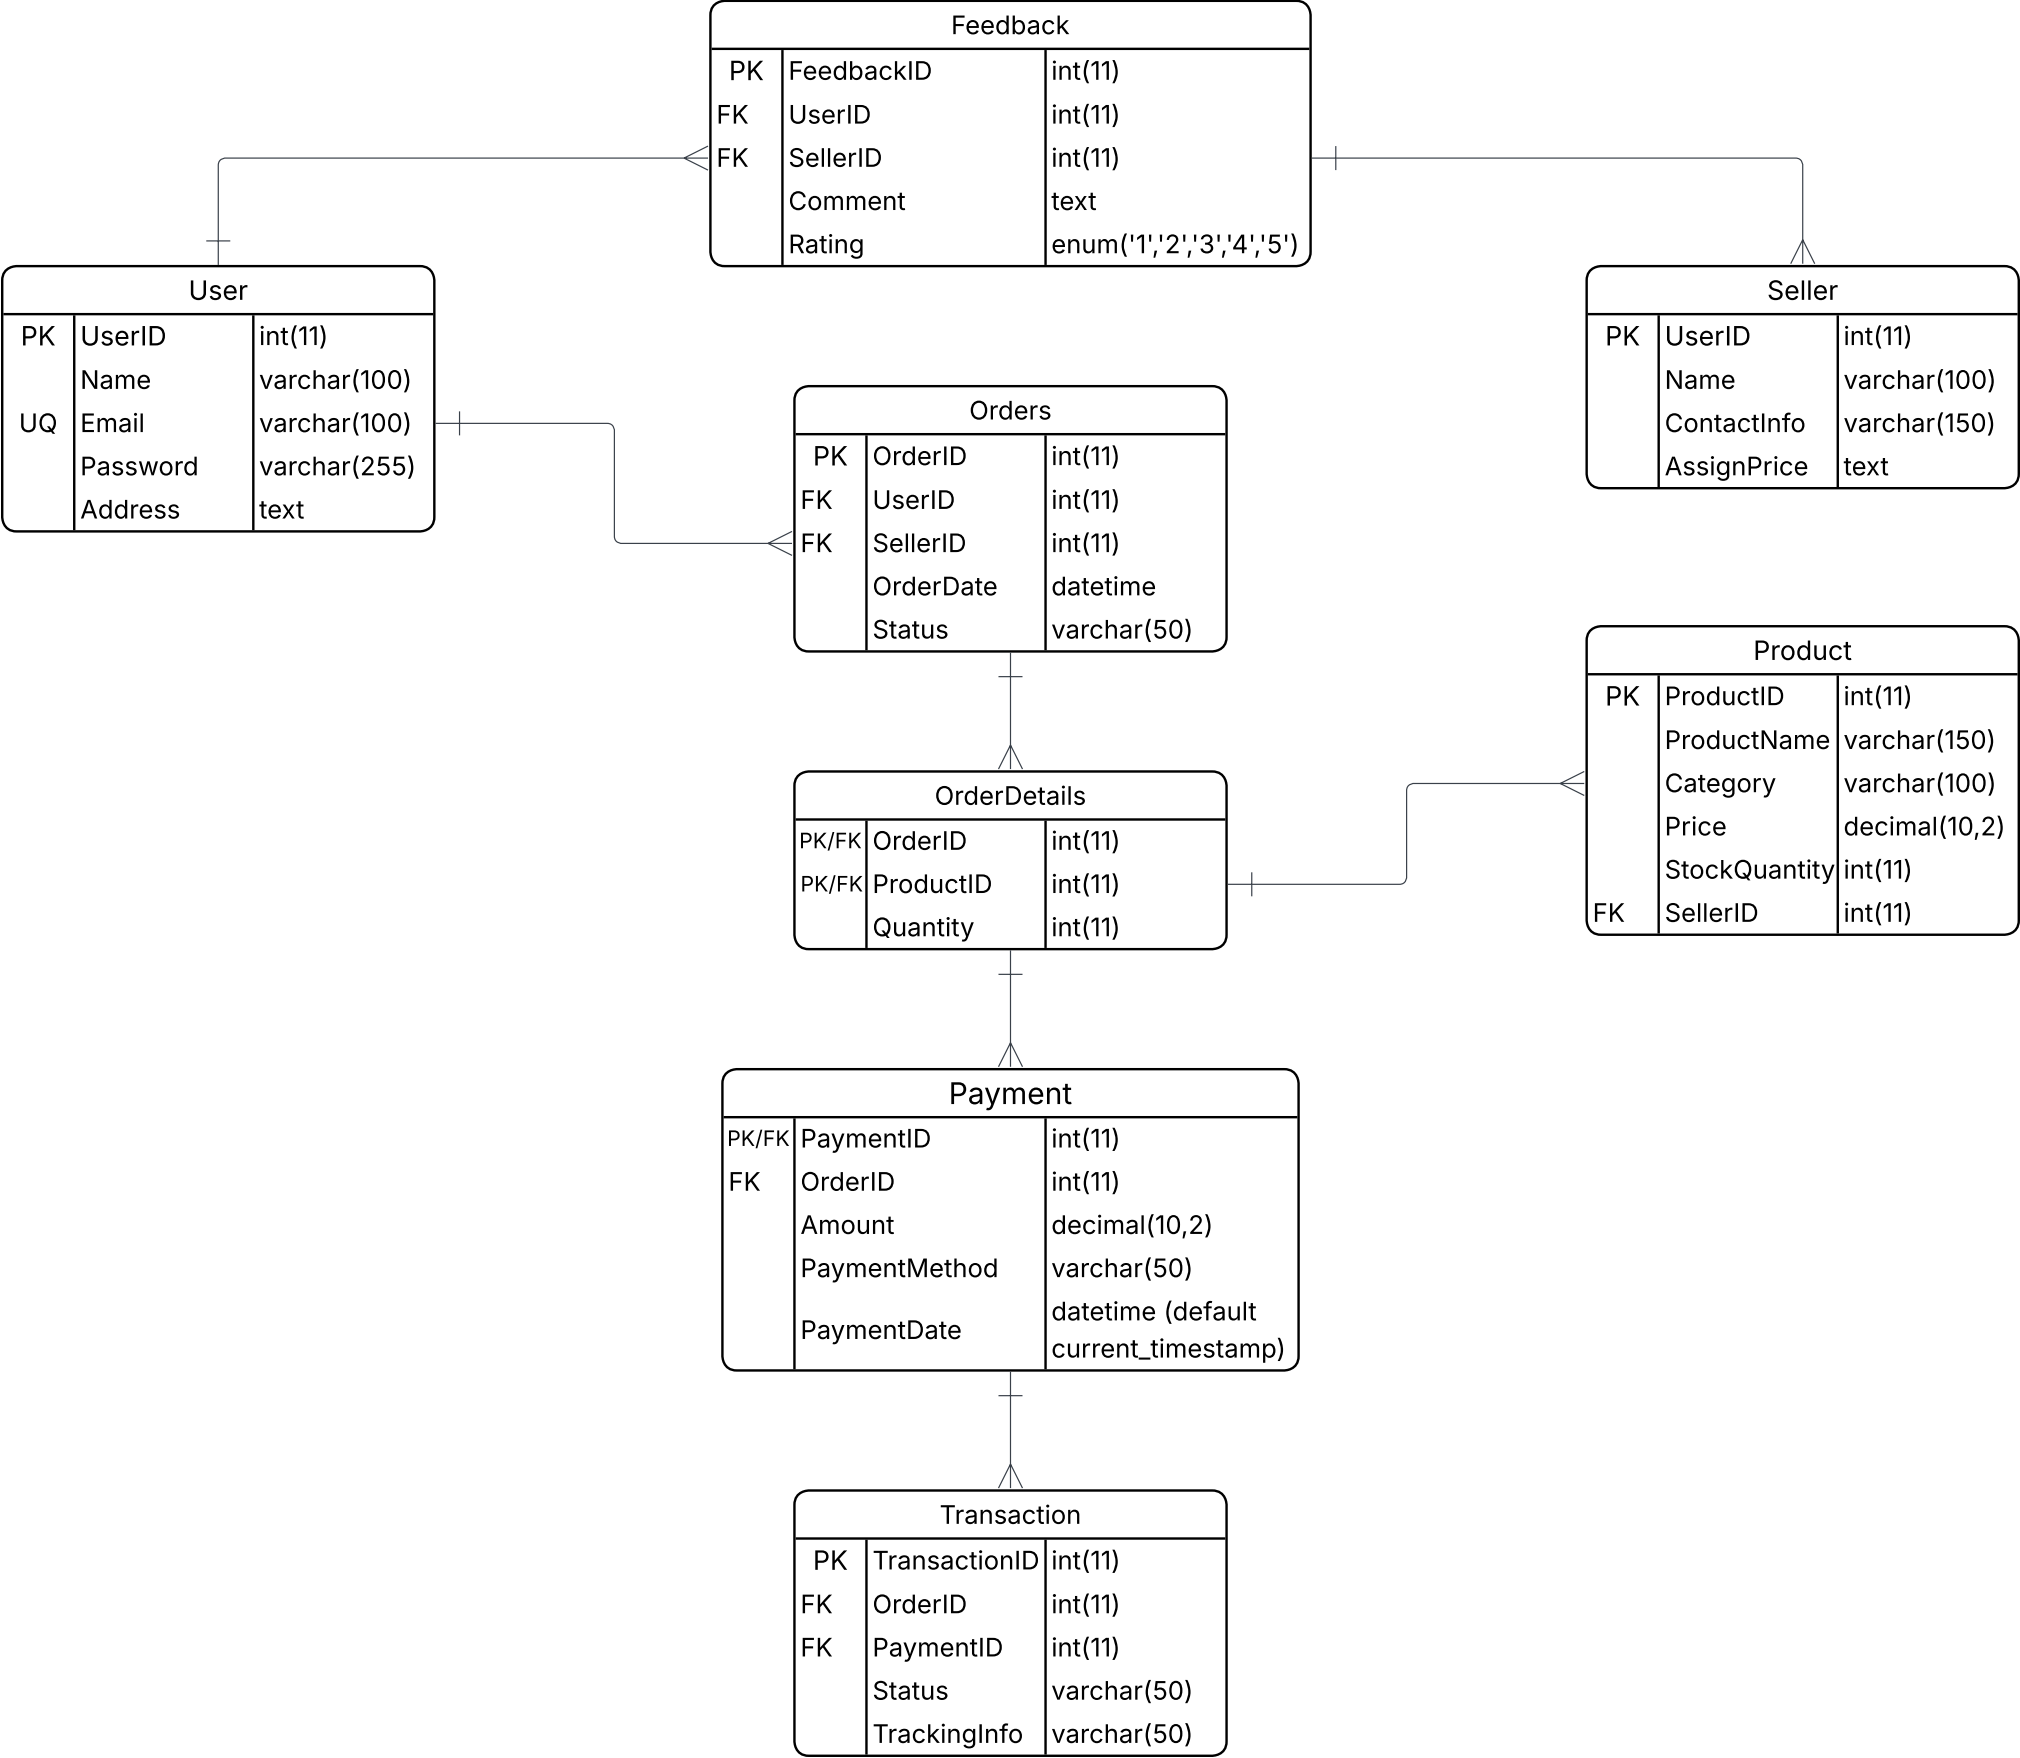 Feedback
PK FeedbackID int(11)
FK UserID int(11)
FK SellerID int(11)
Comment text
Rating enum('1','2','3','4','5')
User
PK UserID int(11)
Name varchar(100)
UQ Email varchar(100)
Password varchar(255)
Address text
Seller
PK UserID int(11)
Name varchar(100)
ContactInfo varchar(150)
AssignPrice text
Orders
PK OrderID int(11)
FK UserID int(11)
FK SellerID int(11)
OrderDate datetime
Status varchar(50)
Product
PK ProductID int(11)
ProductName varchar(150)
Category varchar(100)
Price decimal(10,2)
StockQuantity int(11)
FK SellerID int(11)
OrderDetails
PK/FK OrderID int(11)
PK/FK ProductID int(11)
Quantity int(11)
Payment
PK/FK PaymentID int(11)
FK OrderID int(11)
Amount decimal(10,2)
PaymentMethod varchar(50)
PaymentDate datetime (default
current_timestamp)
Transaction
PK TransactionID int(11)
FK OrderID int(11)
FK PaymentID int(11)
Status varchar(50)
TrackingInfo varchar(50)